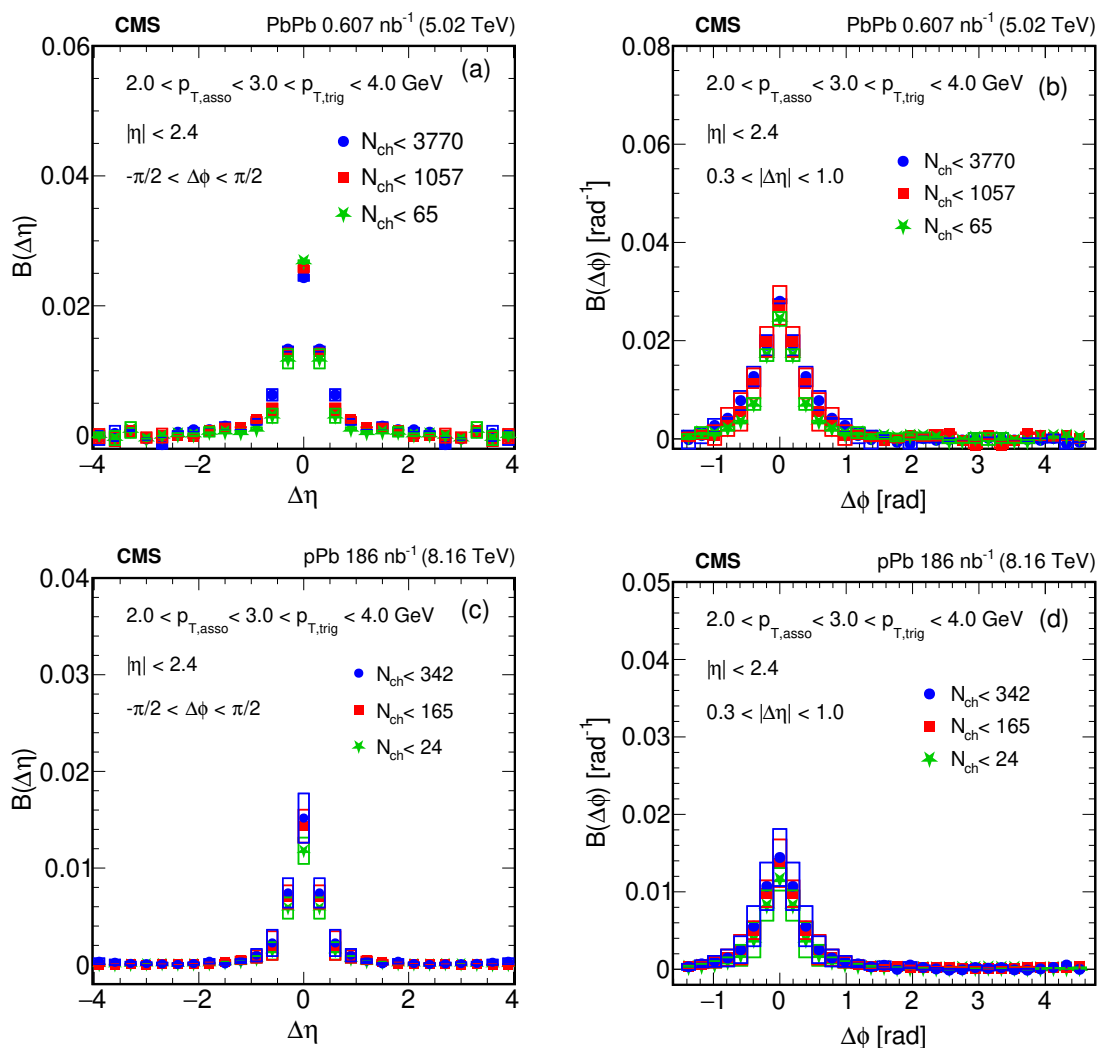 CMS PbPb 0.607 nb⁻¹ (5.02 TeV)
(a)
2.0 < p_T,asso < 3.0 < p_T,trig < 4.0 GeV
|η| < 2.4
-π/2 < Δϕ < π/2
N_ch < 3770
N_ch < 1057
N_ch < 65
B(Δη)
0.06
0.04
0.02
0
−4 −2 0 2 4
Δη
CMS PbPb 0.607 nb⁻¹ (5.02 TeV)
(b)
2.0 < p_T,asso < 3.0 < p_T,trig < 4.0 GeV
|η| < 2.4
0.3 < |Δη| < 1.0
N_ch < 3770
N_ch < 1057
N_ch < 65
B(Δϕ) [rad⁻¹]
0.08
0.06
0.04
0.02
0
−1 0 1 2 3 4
Δϕ [rad]
CMS pPb 186 nb⁻¹ (8.16 TeV)
(c)
2.0 < p_T,asso < 3.0 < p_T,trig < 4.0 GeV
|η| < 2.4
-π/2 < Δϕ < π/2
N_ch < 342
N_ch < 165
N_ch < 24
B(Δη)
0.04
0.03
0.02
0.01
0
−4 −2 0 2 4
Δη
CMS pPb 186 nb⁻¹ (8.16 TeV)
(d)
2.0 < p_T,asso < 3.0 < p_T,trig < 4.0 GeV
|η| < 2.4
0.3 < |Δη| < 1.0
N_ch < 342
N_ch < 165
N_ch < 24
B(Δϕ) [rad⁻¹]
0.05
0.04
0.03
0.02
0.01
0
−1 0 1 2 3 4
Δϕ [rad]